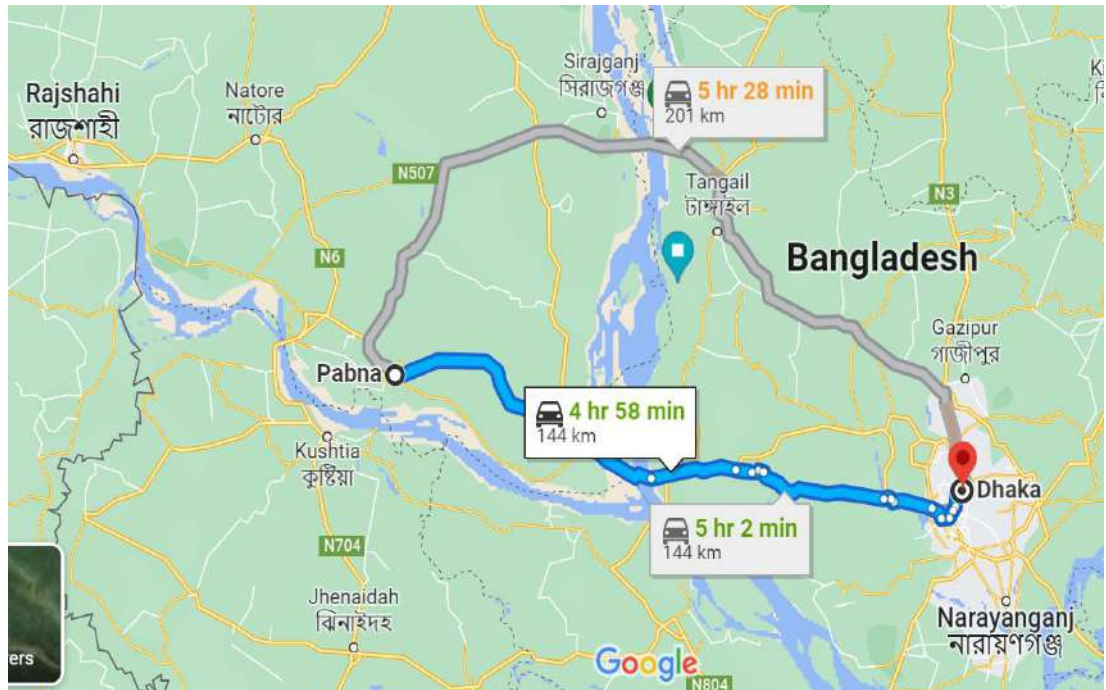 Sirajganj
সিরাজগঞ্জ
5 hr 28 min
201 km
Rajshahi
রাজশাহী
Natore
নাটোর
N507
Tangail
টাঙ্গাইল
N3
Bangladesh
N6
Gazipur
গাজীপুর
Pabna
4 hr 58 min
144 km
Kushtia
কুষ্টিয়া
Dhaka
5 hr 2 min
144 km
N704
Jhenaidah
ঝিনাইদহ
Narayanganj
নারায়ণগঞ্জ
ers
Google
N804